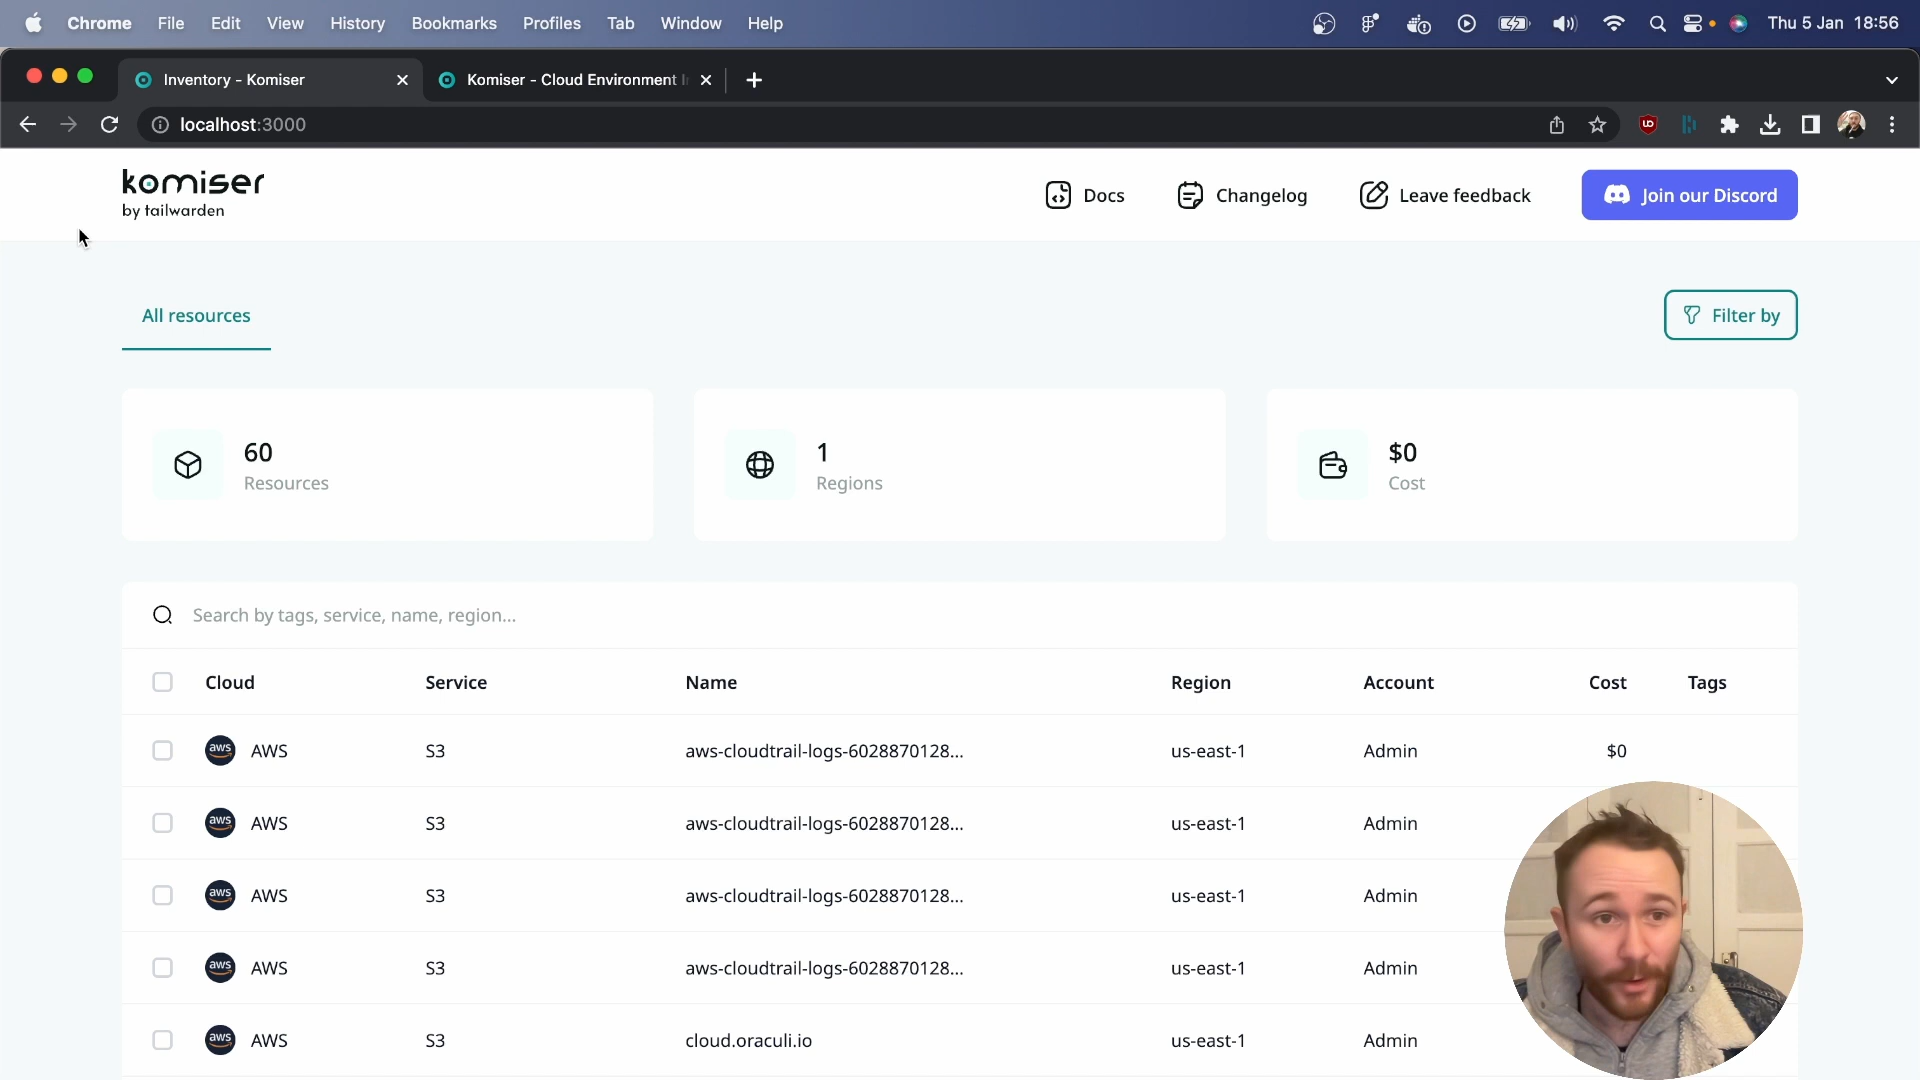 Chrome File Edit View History Bookmarks Profiles Tab Window Help Thu 5 Jan 18:56
Inventory - Komiser Komiser - Cloud Environment
localhost:3000
komiser
by tailwarden
Docs Changelog Leave feedback Join our Discord
All resources Filter by
60
Resources
1
Regions
$0
Cost
Search by tags, service, name, region...
Cloud Service Name Region Account Cost Tags
aws AWS S3 aws-cloudtrail-logs-6028870128... us-east-1 Admin $0
aws AWS S3 aws-cloudtrail-logs-6028870128... us-east-1 Admin
aws AWS S3 aws-cloudtrail-logs-6028870128... us-east-1 Admin
aws AWS S3 aws-cloudtrail-logs-6028870128... us-east-1 Admin
aws AWS S3 cloud.oraculi.io us-east-1 Admin